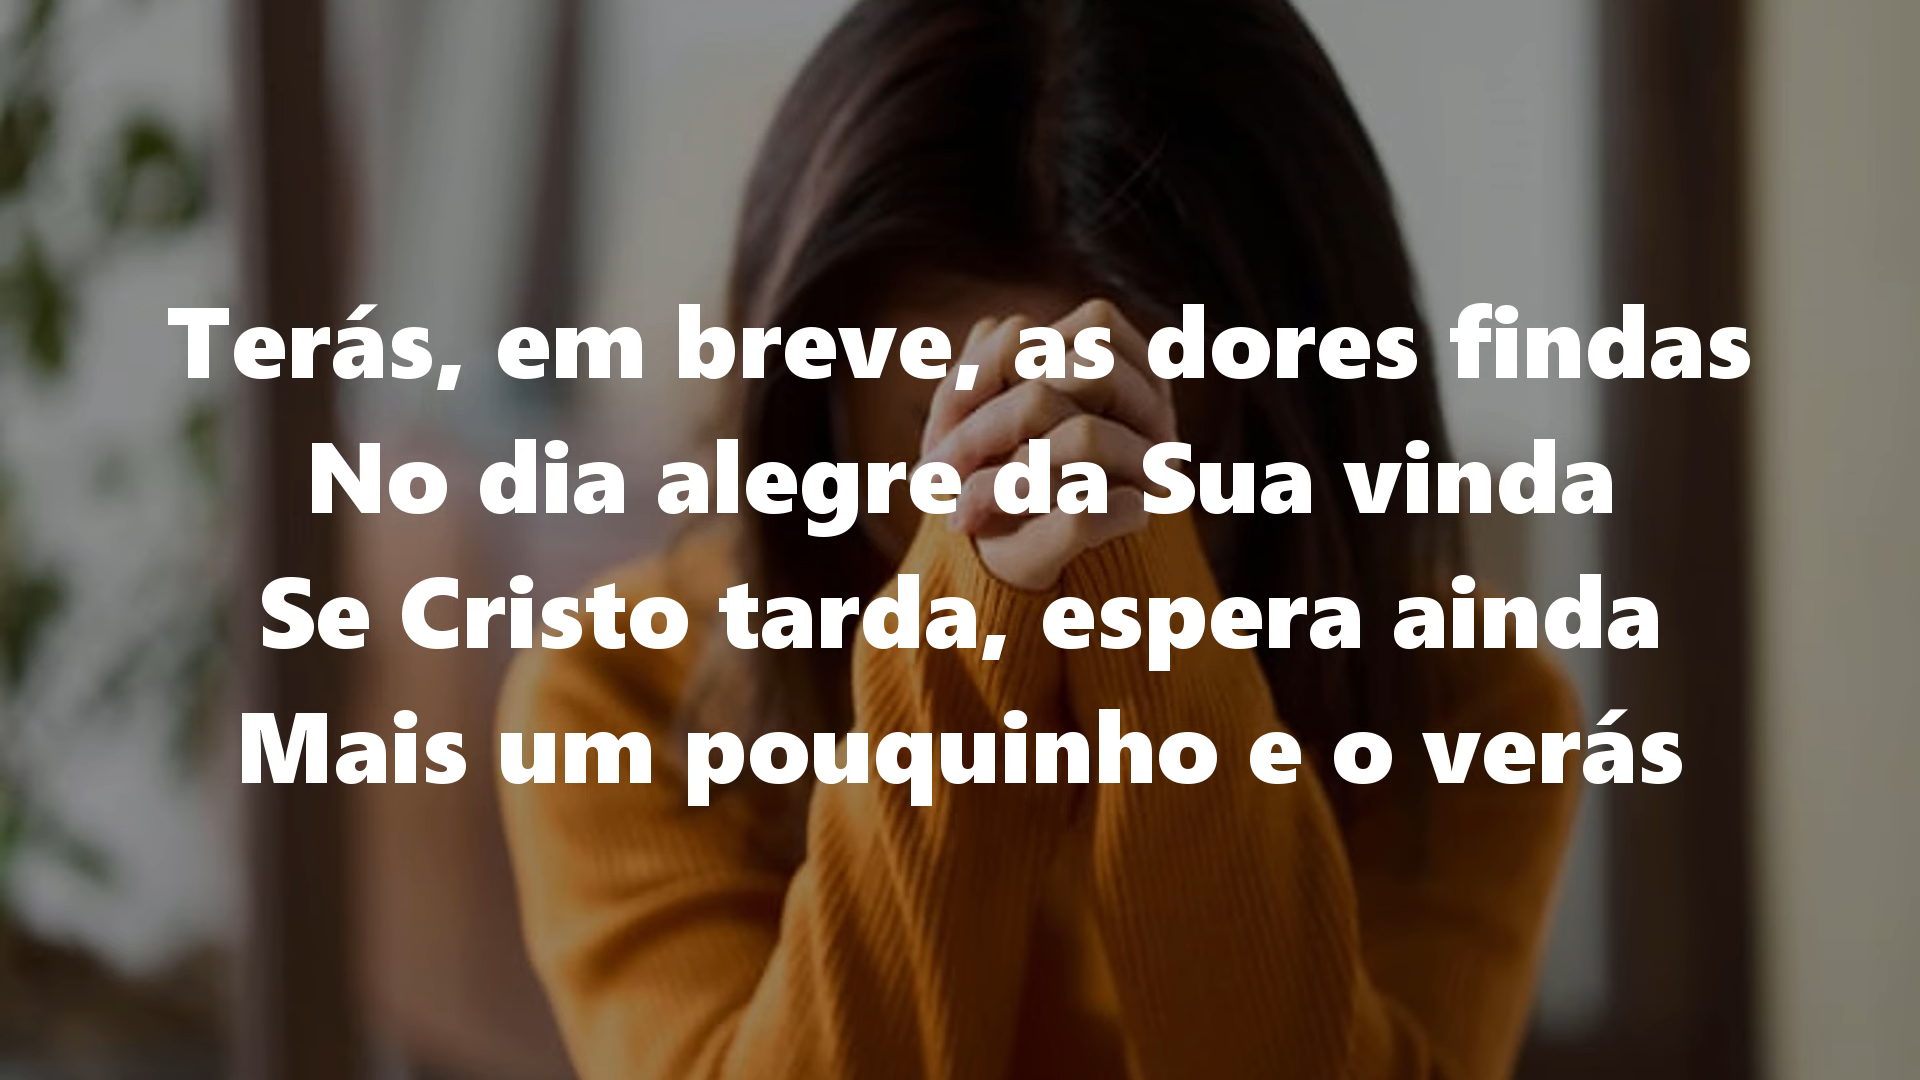 Terás, em breve, as dores findas
No dia alegre da Sua vinda
Se Cristo tarda, espera ainda
Mais um pouquinho e o verás